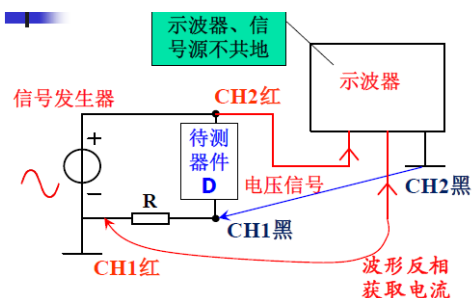 示波器、信
号源不共地
信号发生器
CH2红
示波器
+
待测
器件
D
电压信号
CH2黑
−
R
CH1黑
CH1红
波形反相
获取电流